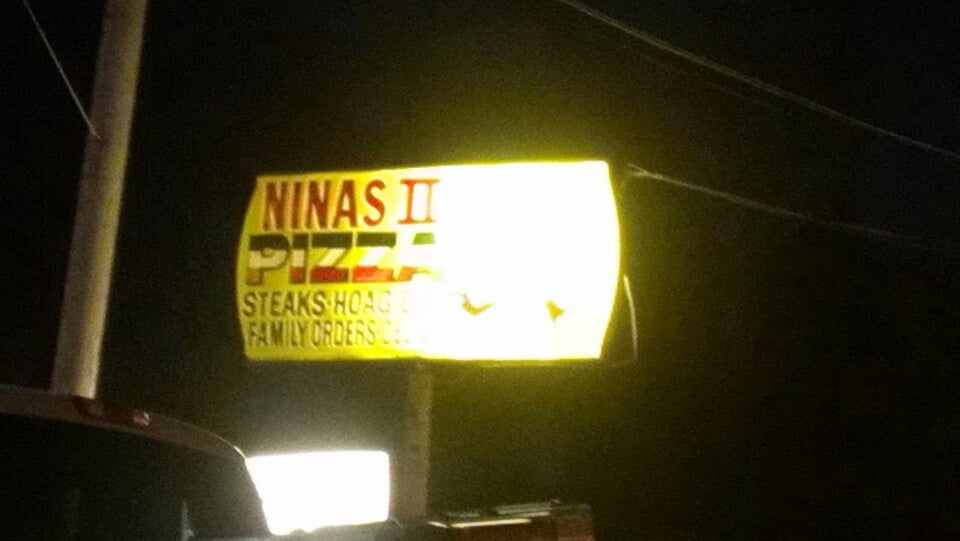 NINAS II
PIZZA
STEAKS·HOAGIES
FAMILY ORDERS